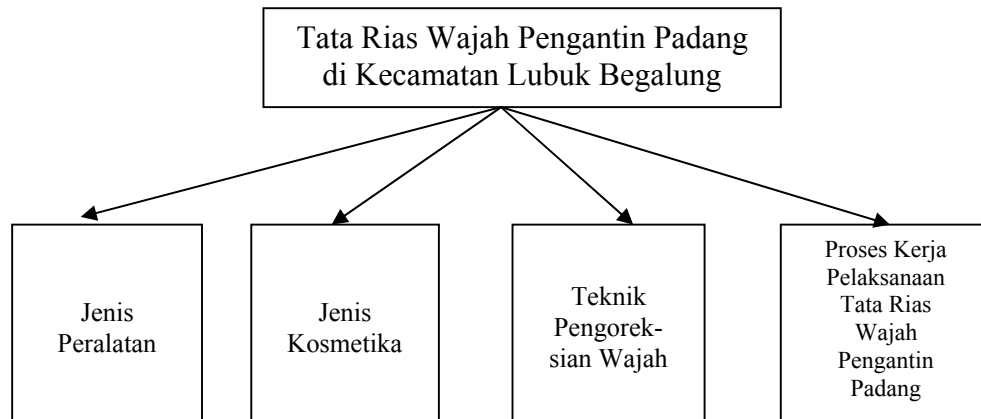 Tata Rias Wajah Pengantin Padang
di Kecamatan Lubuk Begalung
Jenis
Peralatan
Jenis
Kosmetika
Teknik
Pengorek-
sian Wajah
Proses Kerja
Pelaksanaan
Tata Rias
Wajah
Pengantin
Padang